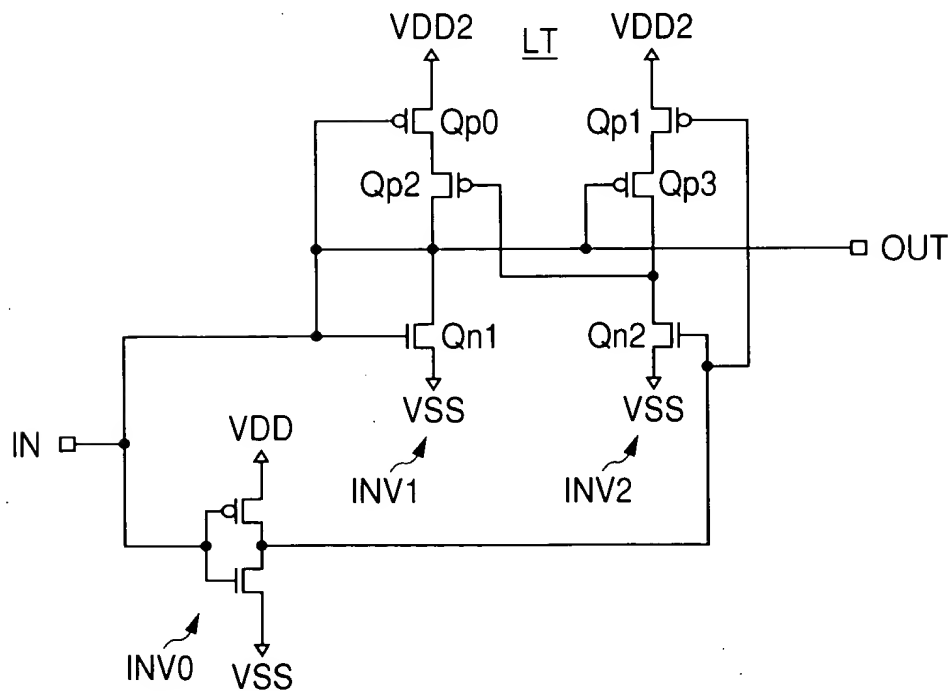 VDD2
LT
VDD2
Qp0
Qp1
Qp2
Qp3
OUT
Qn1
Qn2
VSS
VSS
IN
VDD
INV1
INV2
INV0
VSS